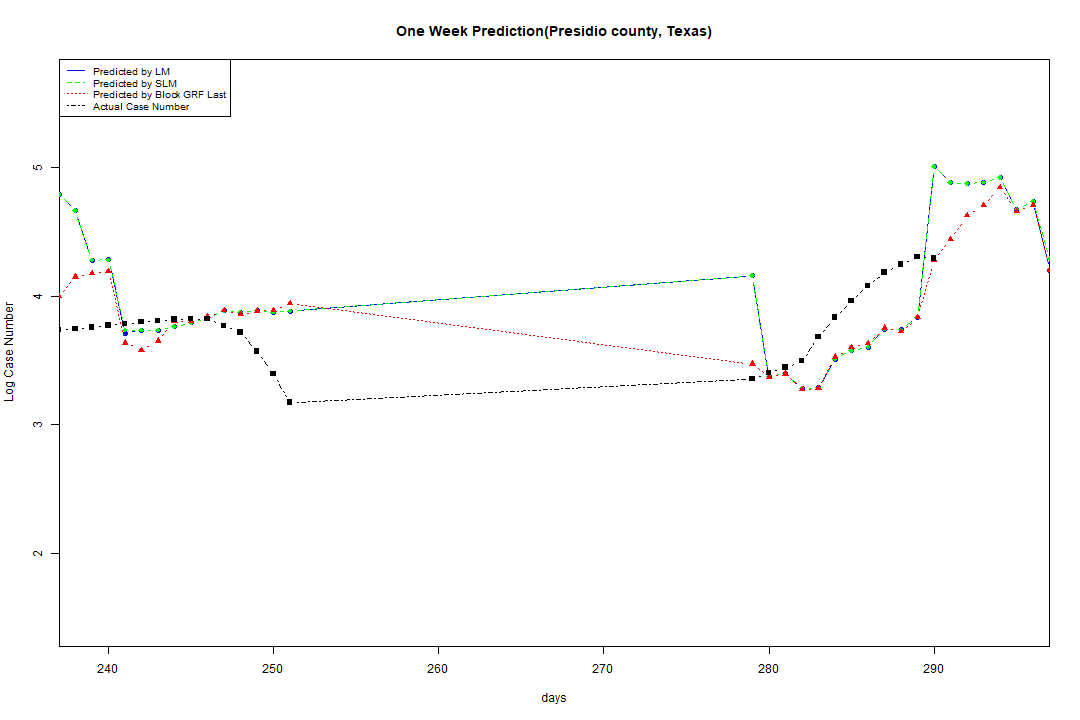 One Week Prediction(Presidio county, Texas)
Predicted by LM
Predicted by SLM
Predicted by Block GRF Last
Actual Case Number
5
4
3
2
Log Case Number
240 250 260 270 280 290
days